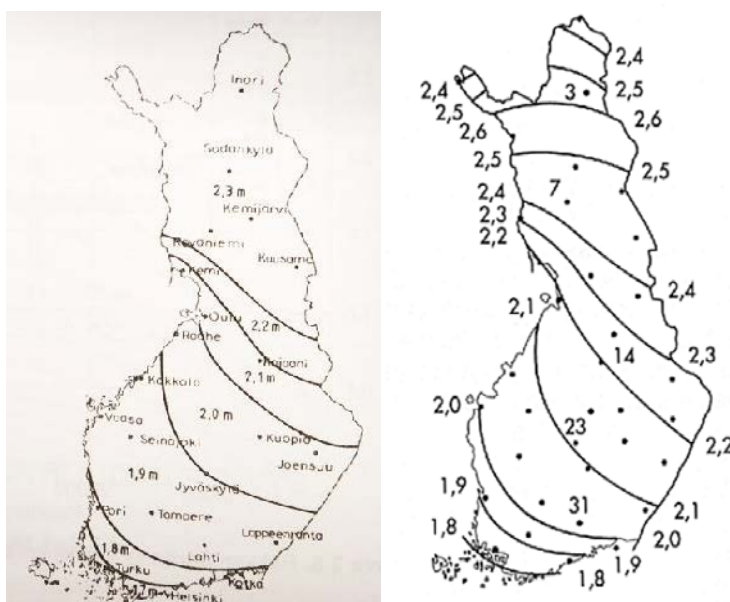 Inari
Sodankylä
2,3 m
Kemijärvi
Rovaniemi
Kuusamo
Kemi
Oulu
2,2 m
Raahe
Kajaani
2,1 m
Kokkola
2,0 m
Vaasa
Seinäjoki
Kuopio
Joensuu
1,9 m
Jyväskylä
Pori
Tampere
Lappeenranta
1,8 m
Lahti
Turku
Kotka
1,7 m
Helsinki
2,4
2,4
3
2,5
2,5
2,6
2,6
2,5
2,5
2,4
7
2,3
2,2
2,4
2,1
14
2,3
2,0
23
2,2
1,9
31
2,1
1,8
2,0
1,9
1,8